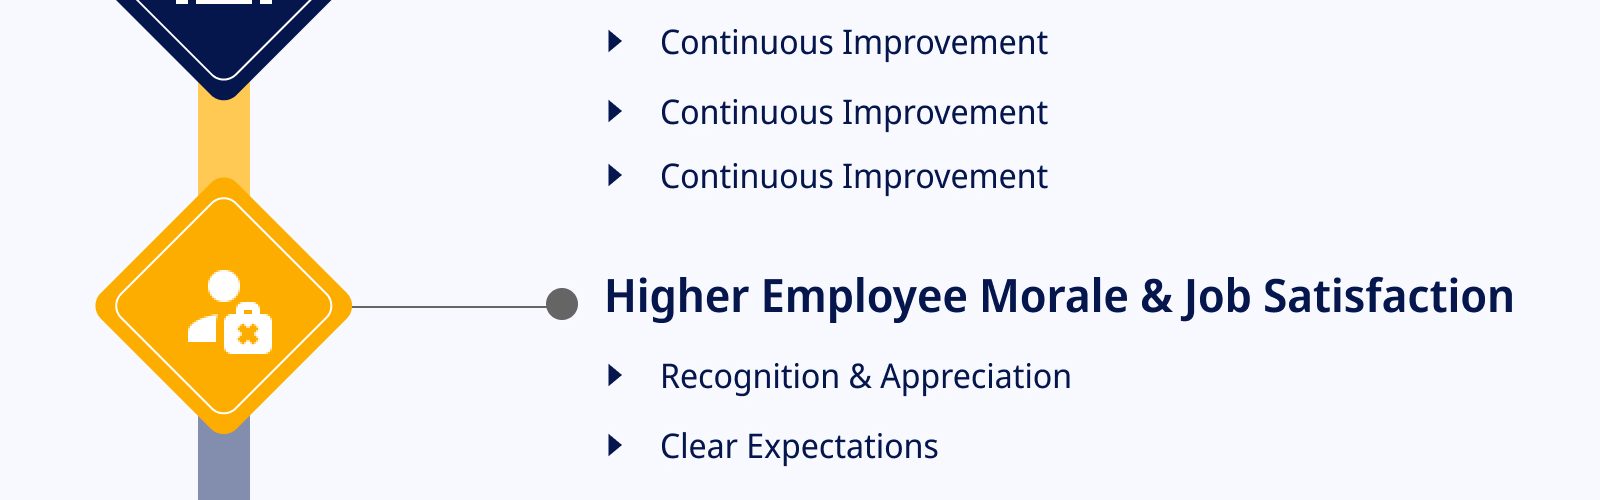 Continuous Improvement
Continuous Improvement
Continuous Improvement
Higher Employee Morale & Job Satisfaction
Recognition & Appreciation
Clear Expectations